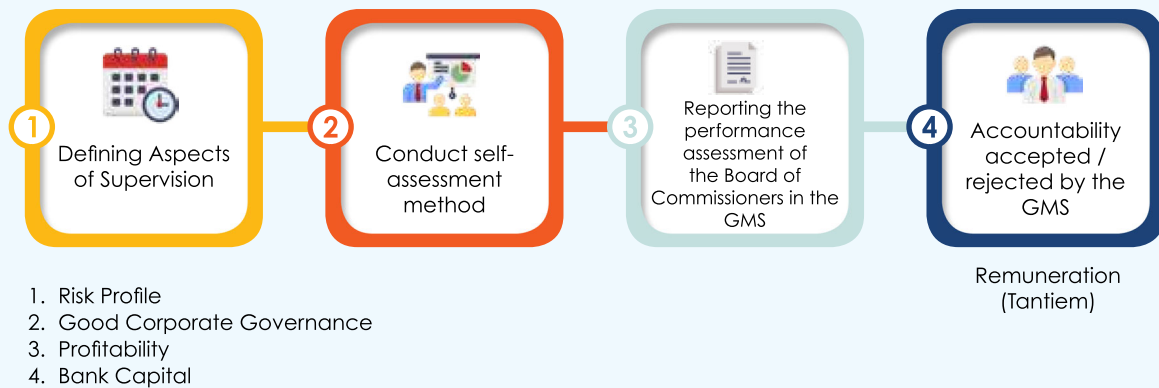 1
Defining Aspects
of Supervision
2
Conduct self-
assessment
method
3
Reporting the
performance
assessment of
the Board of
Commissioners in the
GMS
4
Accountability
accepted /
rejected by the
GMS
Remuneration
(Tantiem)
1. Risk Profile
2. Good Corporate Governance
3. Profitability
4. Bank Capital